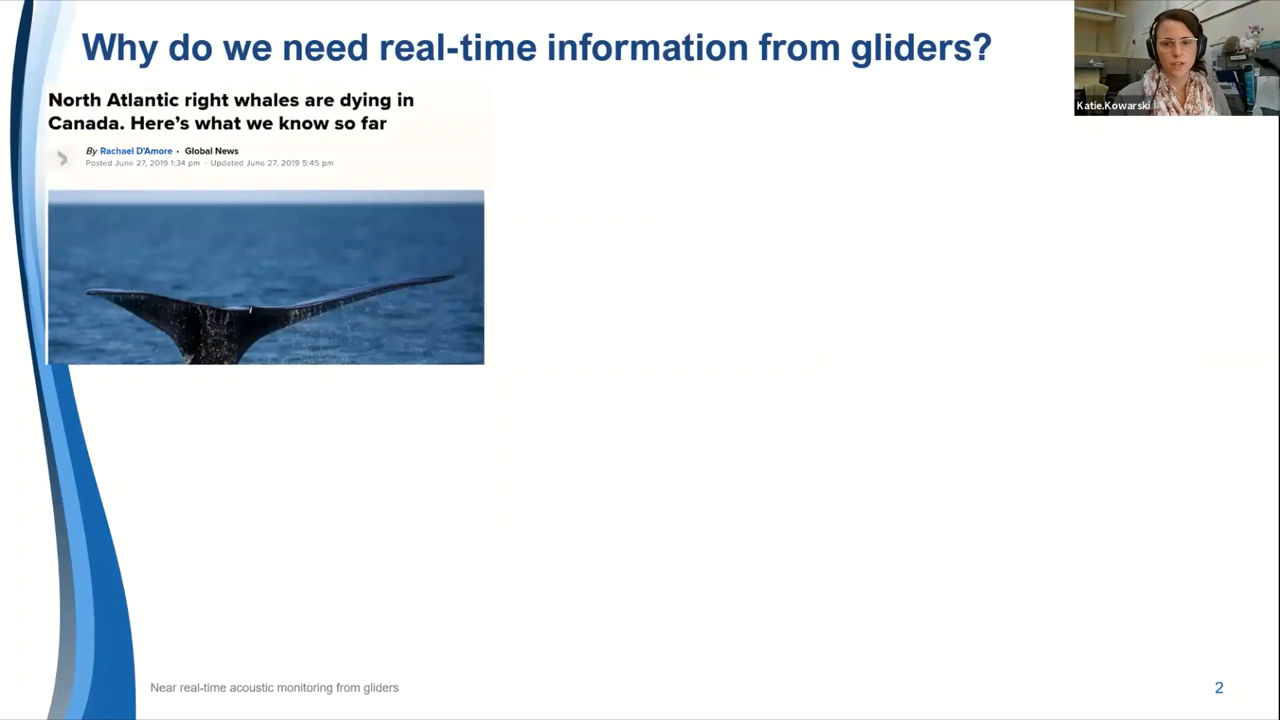 Why do we need real-time information from gliders?
Katie.Kowarski
North Atlantic right whales are dying in
Canada. Here's what we know so far
By Rachael D'Amore · Global News
Posted June 27, 2019 1:34 pm · Updated June 27, 2019 5:45 pm
Near real-time acoustic monitoring from gliders
2